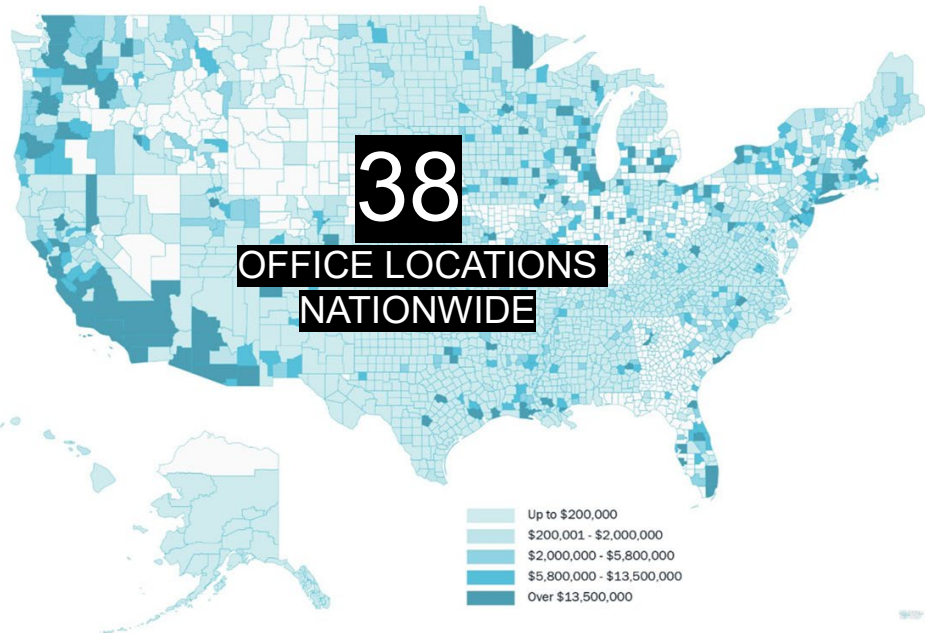 38
OFFICE LOCATIONS
NATIONWIDE
Up to $200,000
$200,001 - $2,000,000
$2,000,000 - $5,800,000
$5,800,000 - $13,500,000
Over $13,500,000